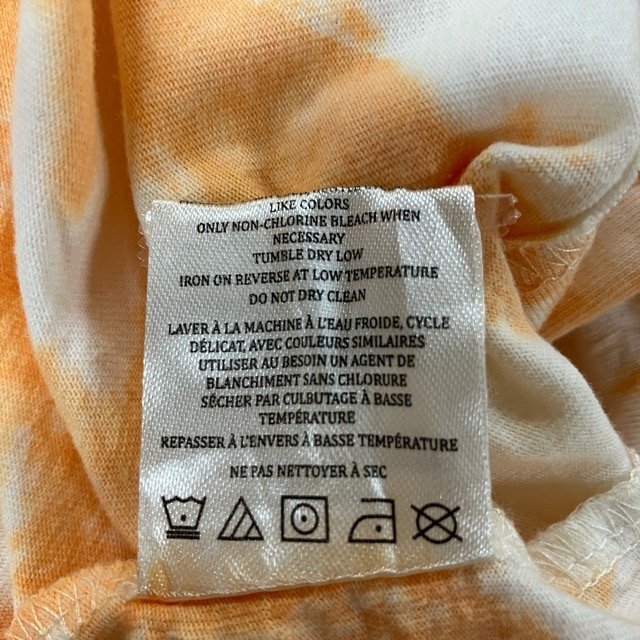 LIKE COLORS
ONLY NON-CHLORINE BLEACH WHEN
NECESSARY
TUMBLE DRY LOW
IRON ON REVERSE AT LOW TEMPERATURE
DO NOT DRY CLEAN
LAVER À LA MACHINE À L'EAU FROIDE, CYCLE
DÉLICAT, AVEC COULEURS SIMILAIRES
UTILISER AU BESOIN UN AGENT DE
BLANCHIMENT SANS CHLORURE
SÉCHER PAR CULBUTAGE À BASSE
TEMPÉRATURE
REPASSER À L'ENVERS À BASSE TEMPÉRATURE
NE PAS NETTOYER À SEC